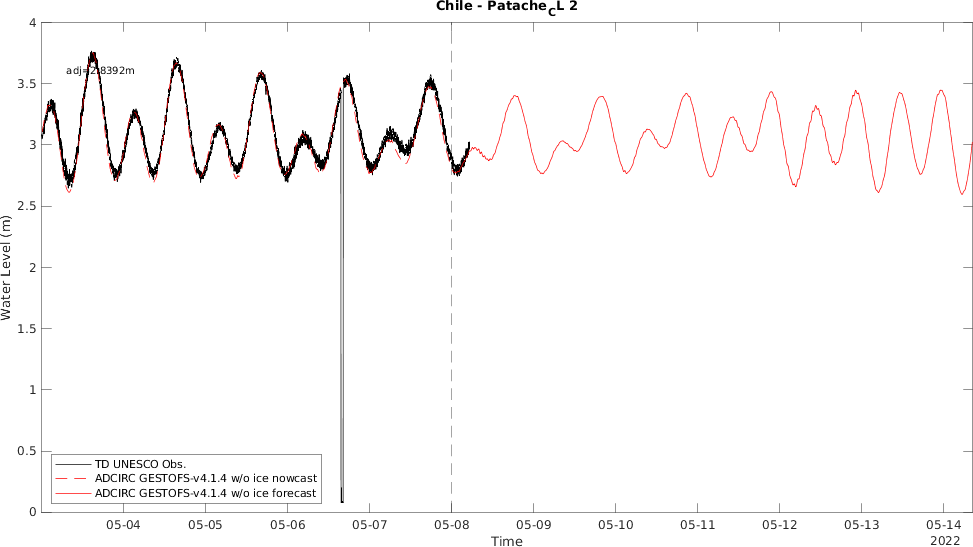 Chile - Patache_CL 2
adj=2.8392m
4
3.5
3
2.5
2
1.5
1
0.5
0
Water Level (m)
TD UNESCO Obs.
ADCIRC GESTOFS-v4.1.4 w/o ice nowcast
ADCIRC GESTOFS-v4.1.4 w/o ice forecast
05-04 05-05 05-06 05-07 05-08 05-09 05-10 05-11 05-12 05-13 05-14
Time
2022